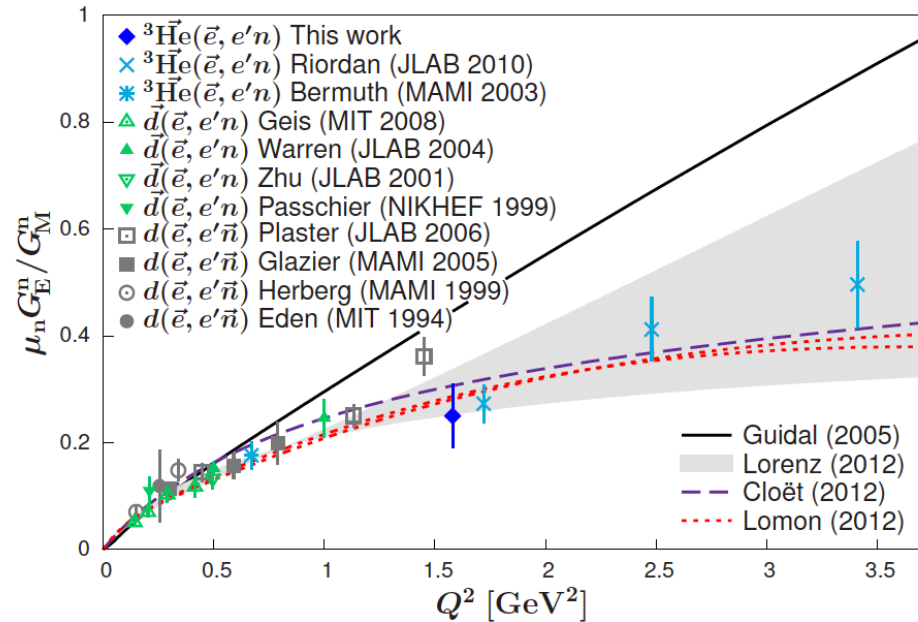 1
0.8
0.6
0.4
0.2
0
μₙGᴱⁿ/Gᴹⁿ
³H⃗e(e⃗, e′n) This work
³H⃗e(e⃗, e′n) Riordan (JLAB 2010)
³H⃗e(e⃗, e′n) Bermuth (MAMI 2003)
d⃗(e⃗, e′n) Geis (MIT 2008)
d⃗(e⃗, e′n) Warren (JLAB 2004)
d⃗(e⃗, e′n) Zhu (JLAB 2001)
d⃗(e⃗, e′n) Passchier (NIKHEF 1999)
d(e⃗, e′n⃗) Plaster (JLAB 2006)
d(e⃗, e′n⃗) Glazier (MAMI 2005)
d(e⃗, e′n⃗) Herberg (MAMI 1999)
d(e⃗, e′n⃗) Eden (MIT 1994)
Guidal (2005)
Lorenz (2012)
Cloët (2012)
Lomon (2012)
0 0.5 1 1.5 2 2.5 3 3.5
Q² [GeV²]